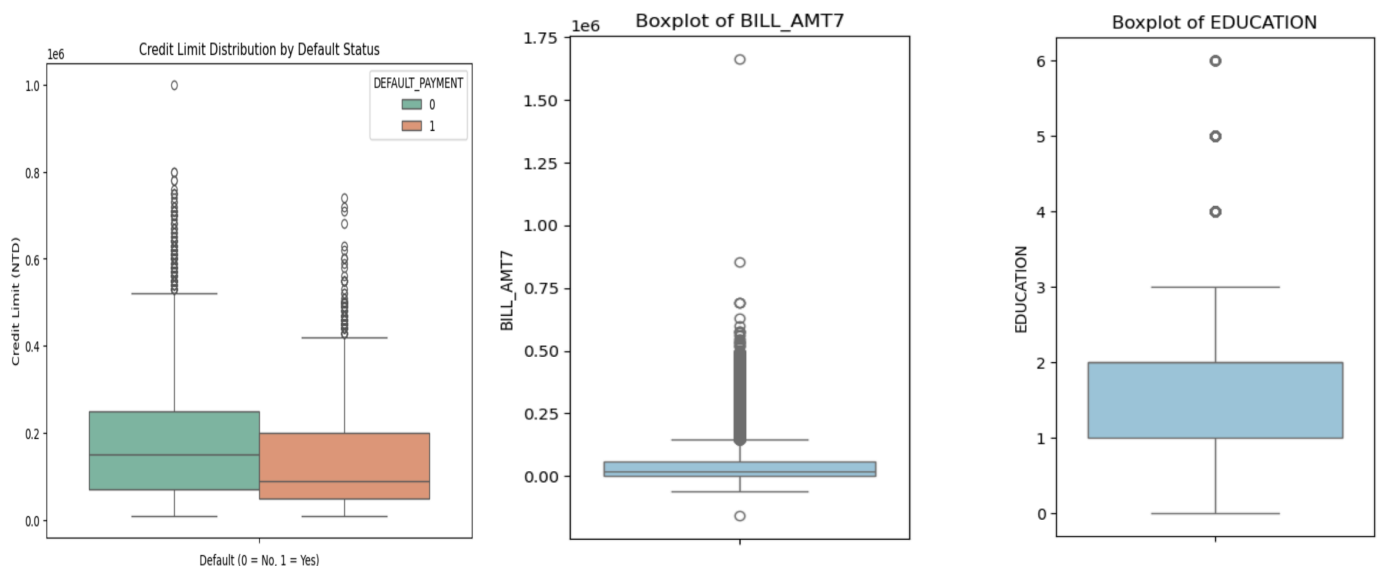 Credit Limit Distribution by Default Status
1e6
DEFAULT_PAYMENT
0
1
1.0
0.8
0.6
0.4
0.2
0.0
Credit Limit (NTD)
Default (0 = No, 1 = Yes)
Boxplot of BILL_AMT7
1e6
1.75
1.50
1.25
1.00
0.75
0.50
0.25
0.00
BILL_AMT7
Boxplot of EDUCATION
6
5
4
3
2
1
0
EDUCATION